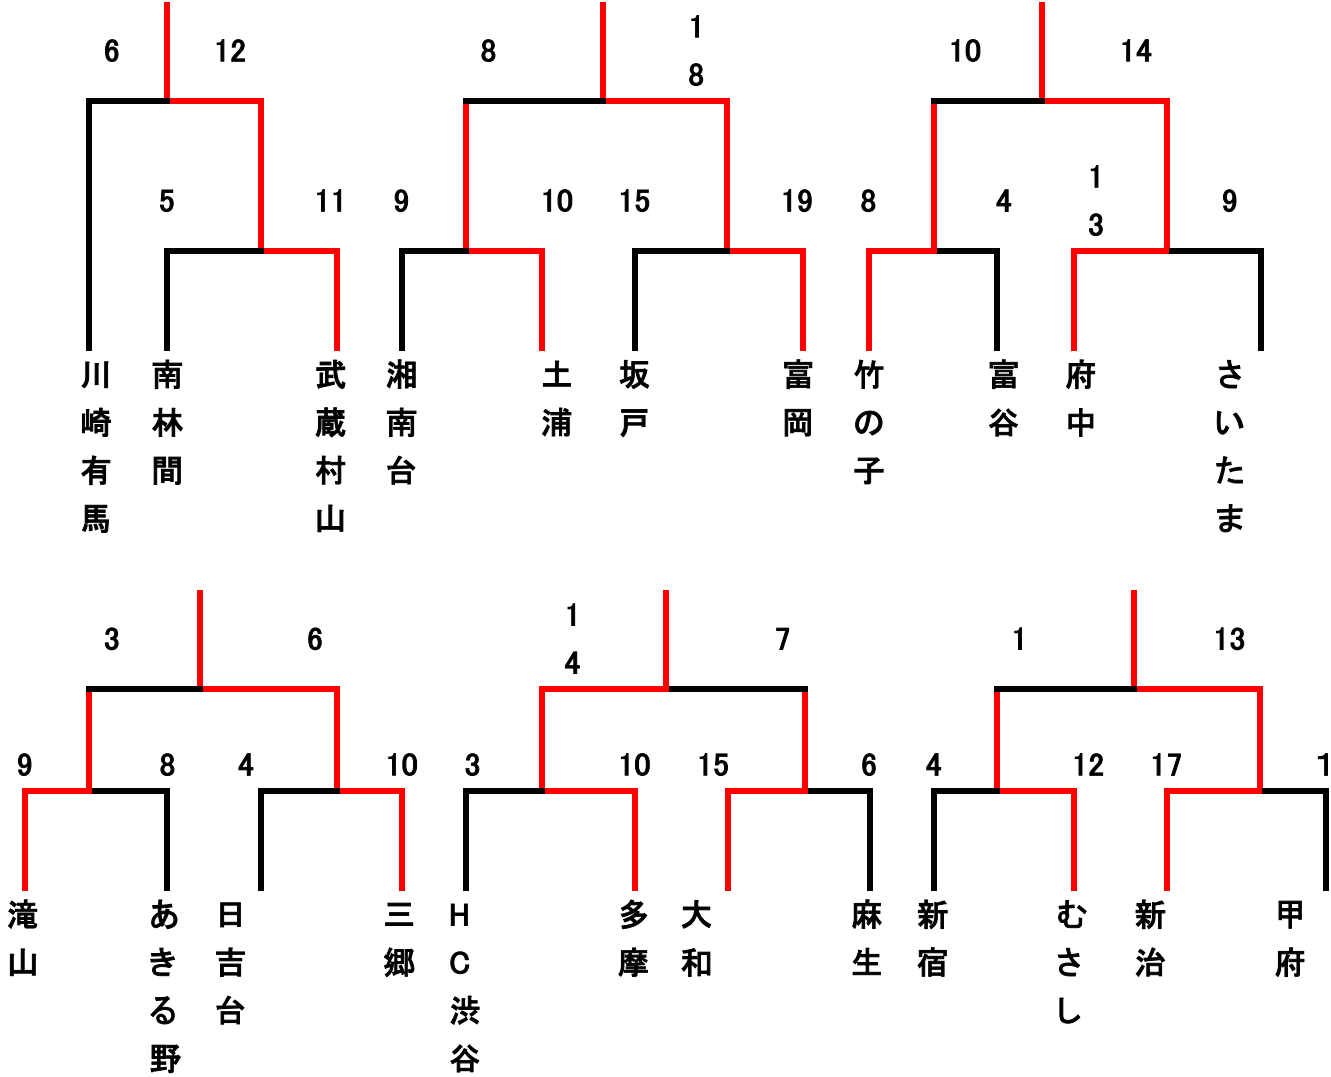 6 12 8 18 10 14
5 11 9 10 15 19 8 4 13 9
川崎有馬
南林間
武蔵村山
湘南台
土浦
坂戸
富岡
竹の子
富谷
府中
さいたま
3 6 14 7 1 13
9 8 4 10 3 10 15 6 4 12 17 1
滝山
あきる野
日吉台
三郷
HC渋谷
多摩
大和
麻生
新宿
むさし
新治
甲府